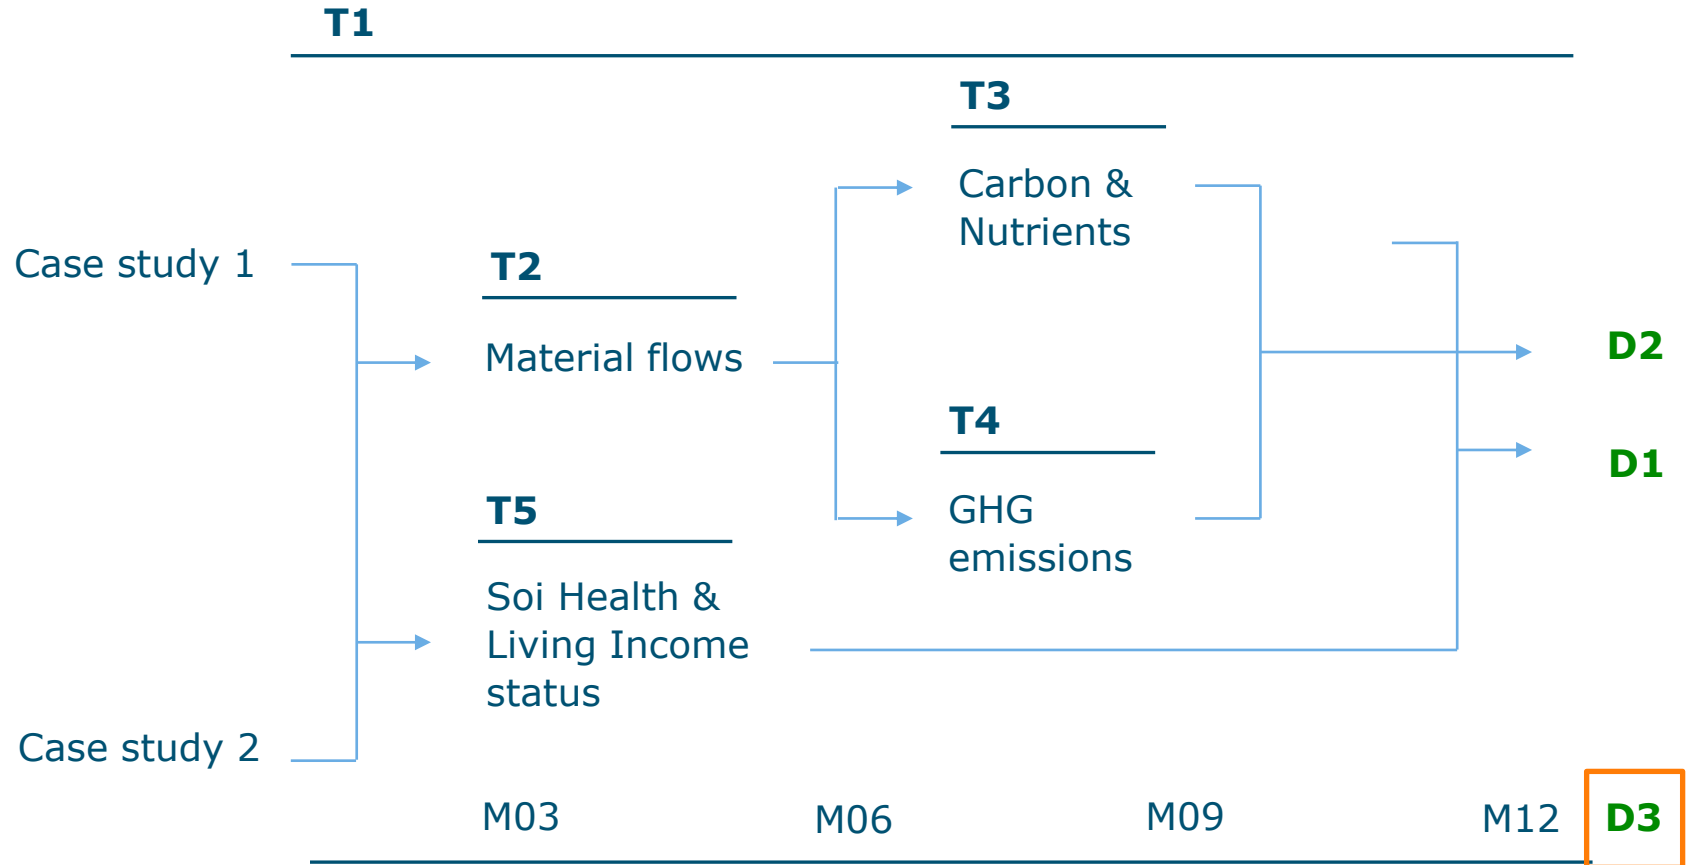 T1
T3
Carbon &
Nutrients
Case study 1
T2
Material flows
D2
T4
D1
GHG
emissions
T5
Soi Health &
Living Income
status
Case study 2
M03
M06
M09
M12
D3